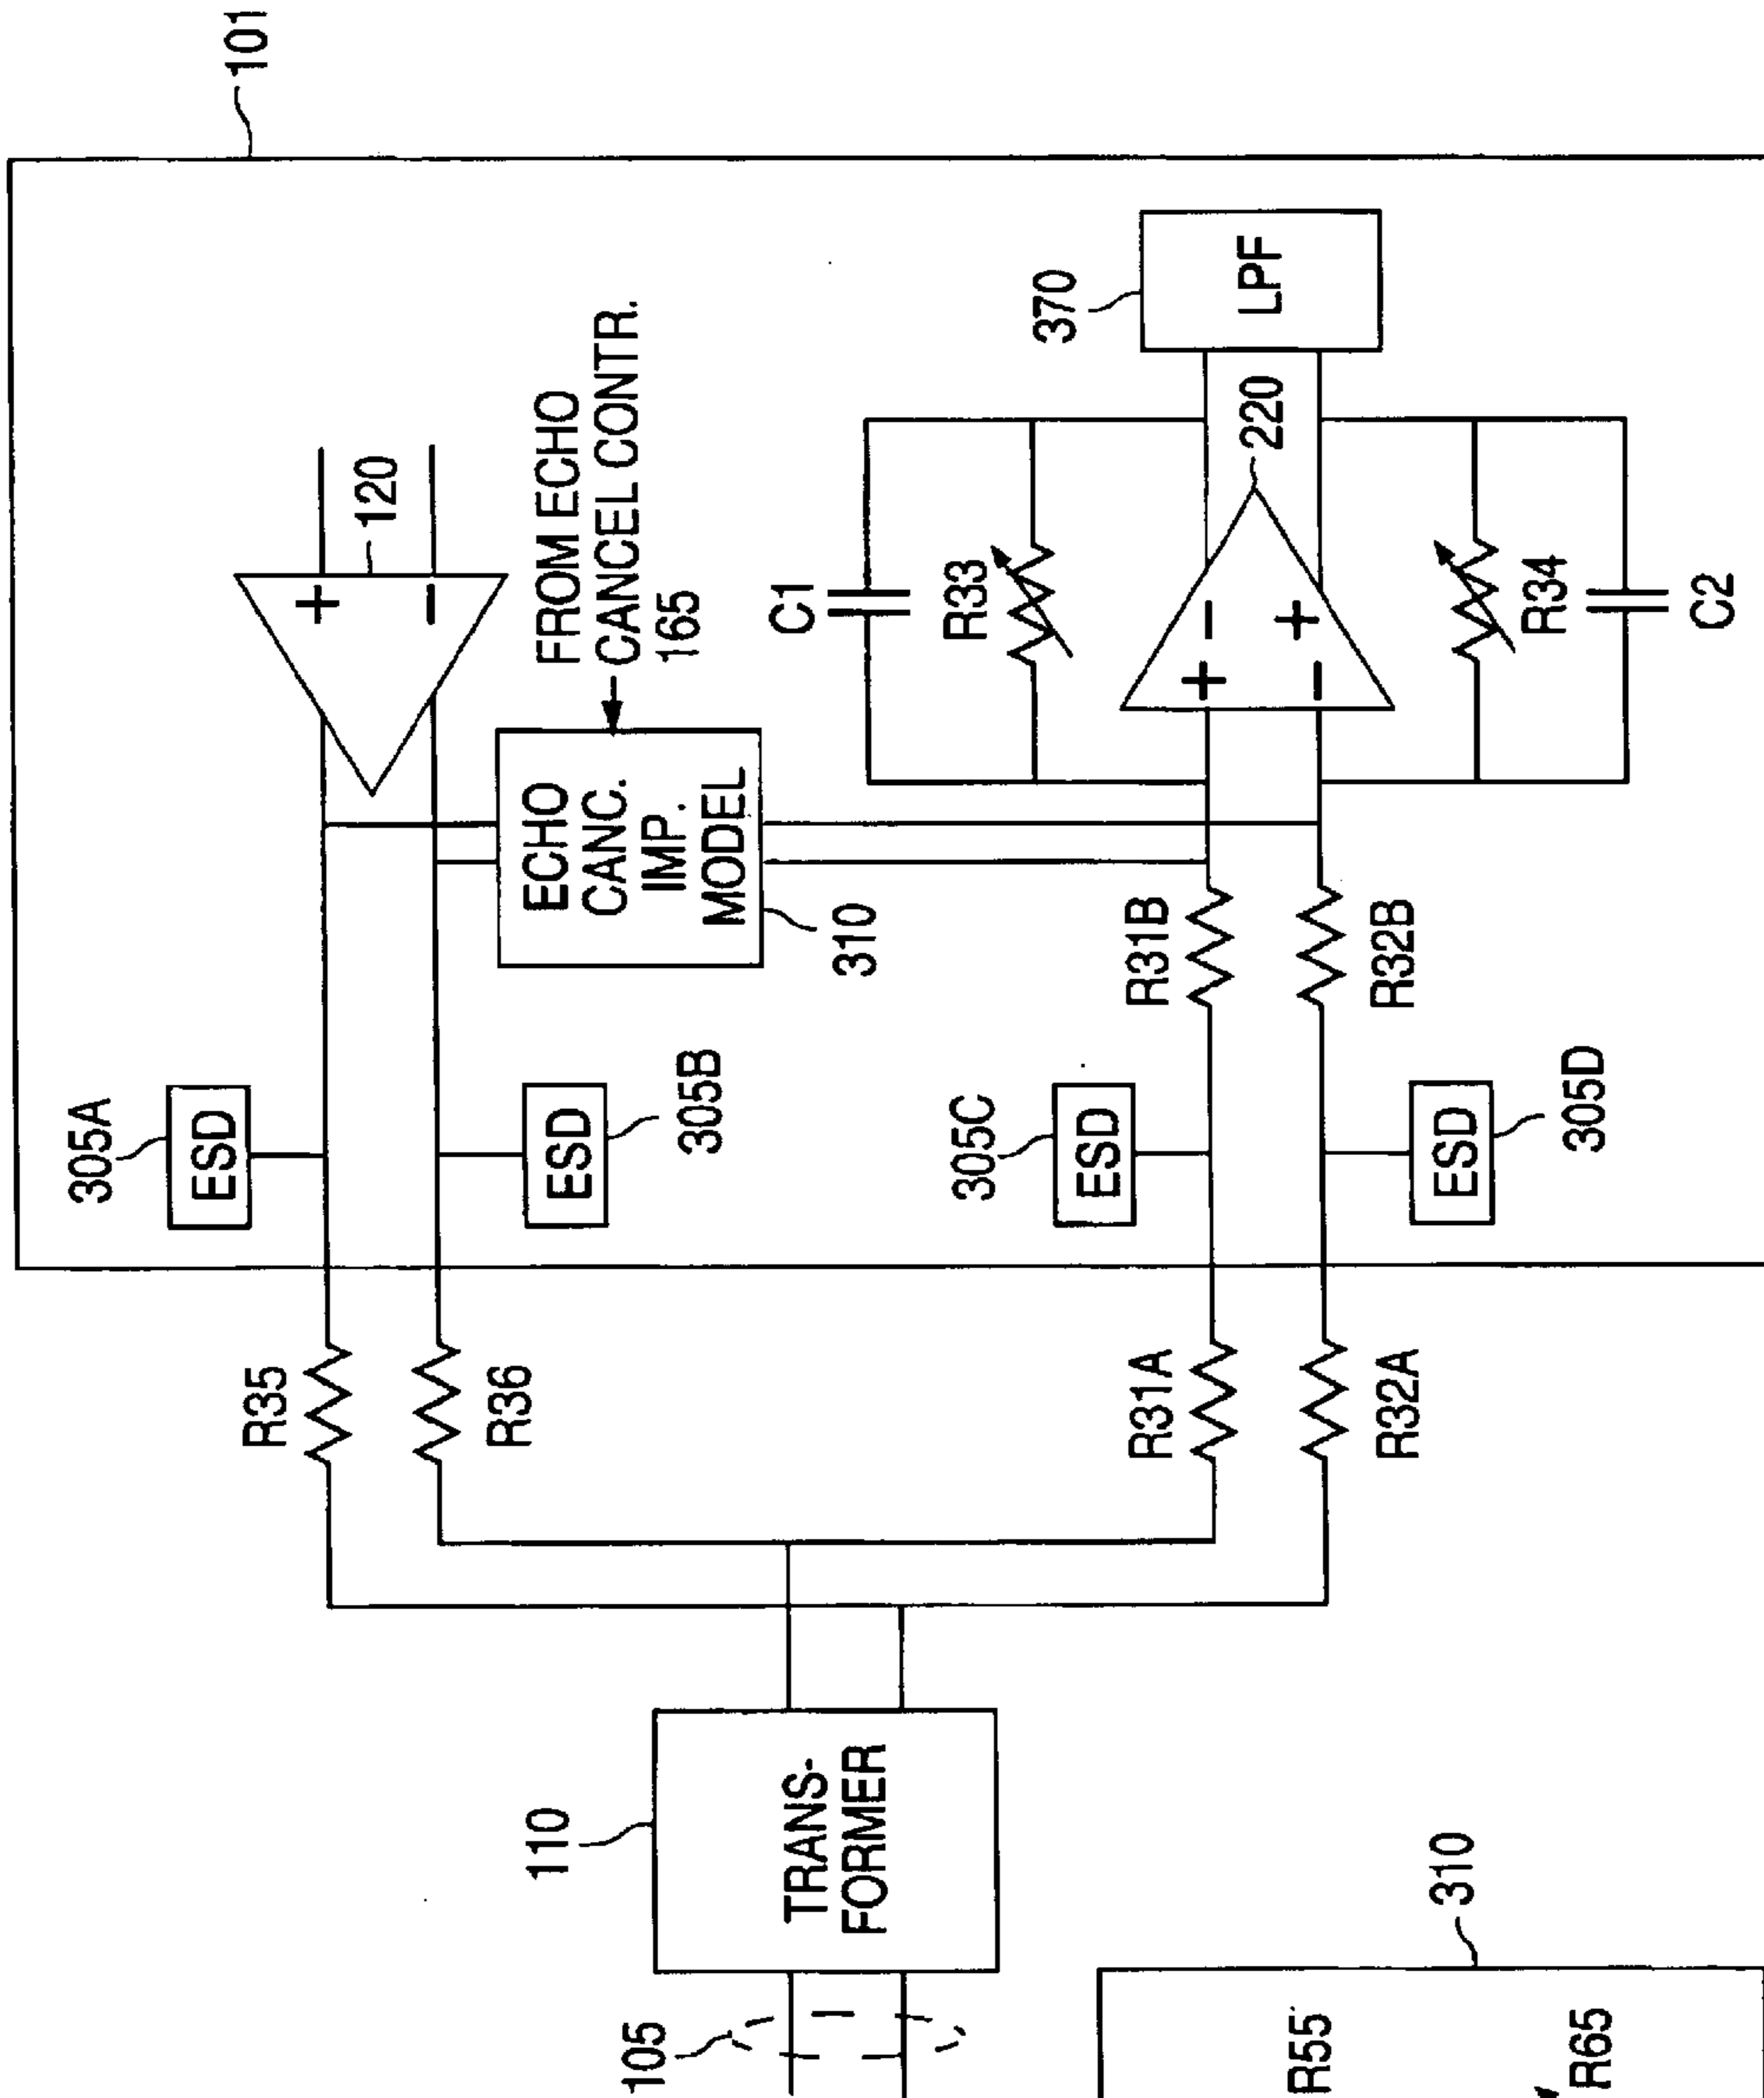 101
305A
ESD
120
+
−
R35
R36
ESD
305B
FROM ECHO
CANCEL CONTR.
165
ECHO
CANC.
IMP.
MODEL
310
110
TRANS-
FORMER
105
C1
R33
370
LPF
305C
ESD
R31A
R31B
+
−
−
+
220
R32A
R32B
ESD
305D
R34
C2
310
R55
R65